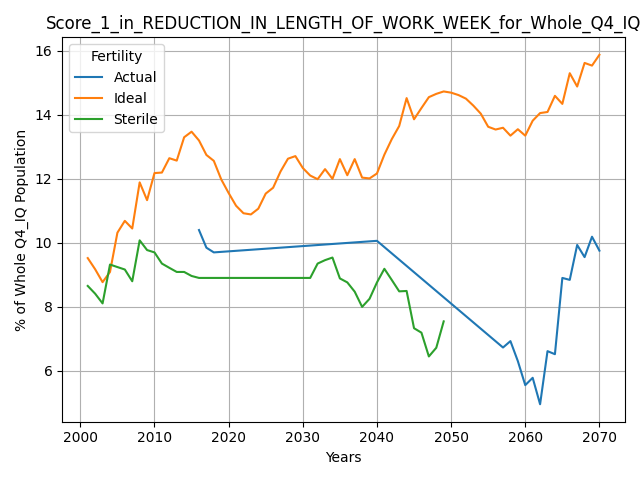 Score_1_in_REDUCTION_IN_LENGTH_OF_WORK_WEEK_for_Whole_Q4_IQ
Fertility
Actual
Ideal
Sterile
% of Whole Q4_IQ Population
16
14
12
10
8
6
2000 2010 2020 2030 2040 2050 2060 2070
Years